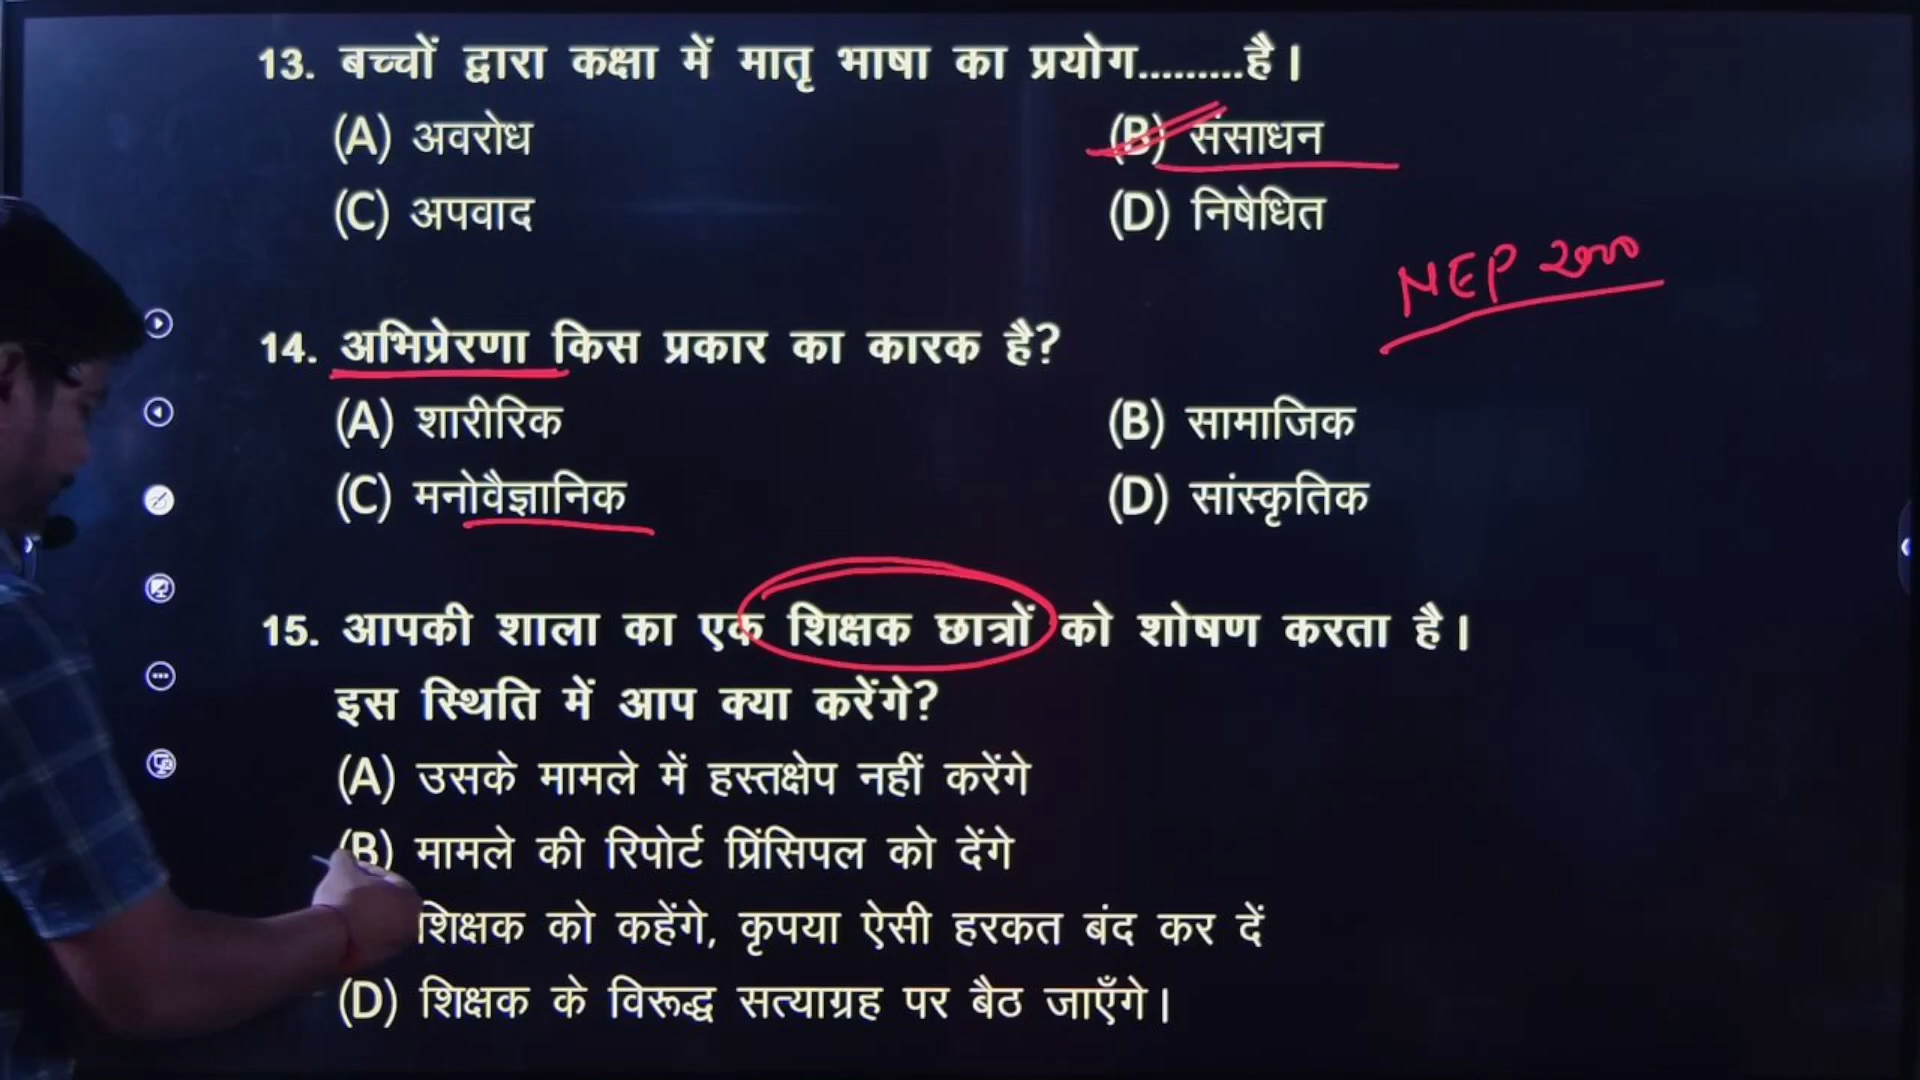 13. बच्चों द्वारा कक्षा में मातृ भाषा का प्रयोग.........है।
(A) अवरोध (B) संसाधन
(C) अपवाद (D) निषेधित
NEP
14. अभिप्रेरणा किस प्रकार का कारक है?
(A) शारीरिक (B) सामाजिक
(C) मनोवैज्ञानिक (D) सांस्कृतिक
15. आपकी शाला का एक शिक्षक छात्रों को शोषण करता है।
इस स्थिति में आप क्या करेंगे?
(A) उसके मामले में हस्तक्षेप नहीं करेंगे
(B) मामले की रिपोर्ट प्रिंसिपल को देंगे
शिक्षक को कहेंगे, कृपया ऐसी हरकत बंद कर दें
(D) शिक्षक के विरूद्ध सत्याग्रह पर बैठ जाएँगे।